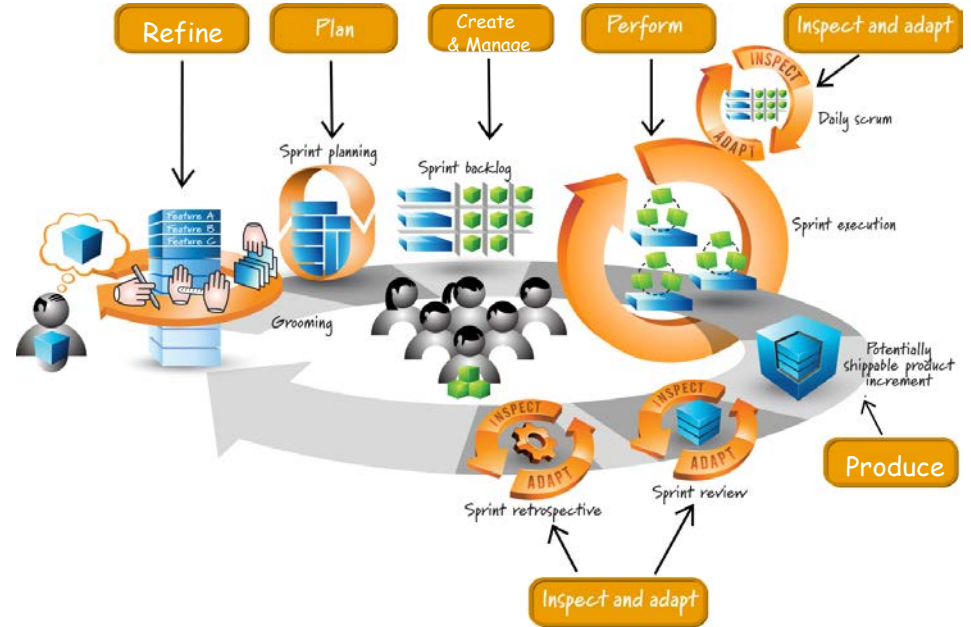 Refine
Plan
Create
& Manage
Perform
Inspect and adapt
INSPECT
ADAPT
Daily scrum
Sprint planning
Sprint backlog
Feature A
Feature B
Feature C
Sprint execution
Grooming
Potentially
shippable product
increment
INSPECT
ADAPT
Sprint retrospective
INSPECT
ADAPT
Sprint review
Produce
Inspect and adapt